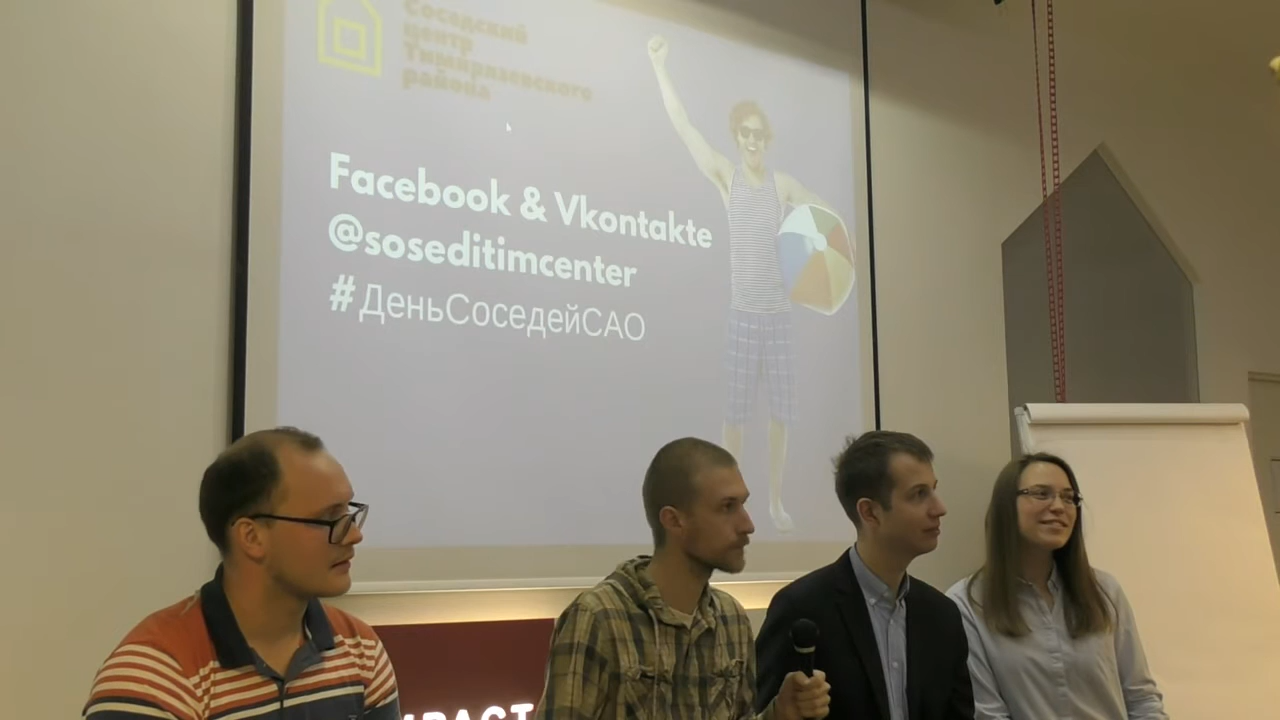 Соседский
центр
Тимирязевского
района
Facebook & Vkontakte
@soseditimcenter
#ДеньСоседейСАО